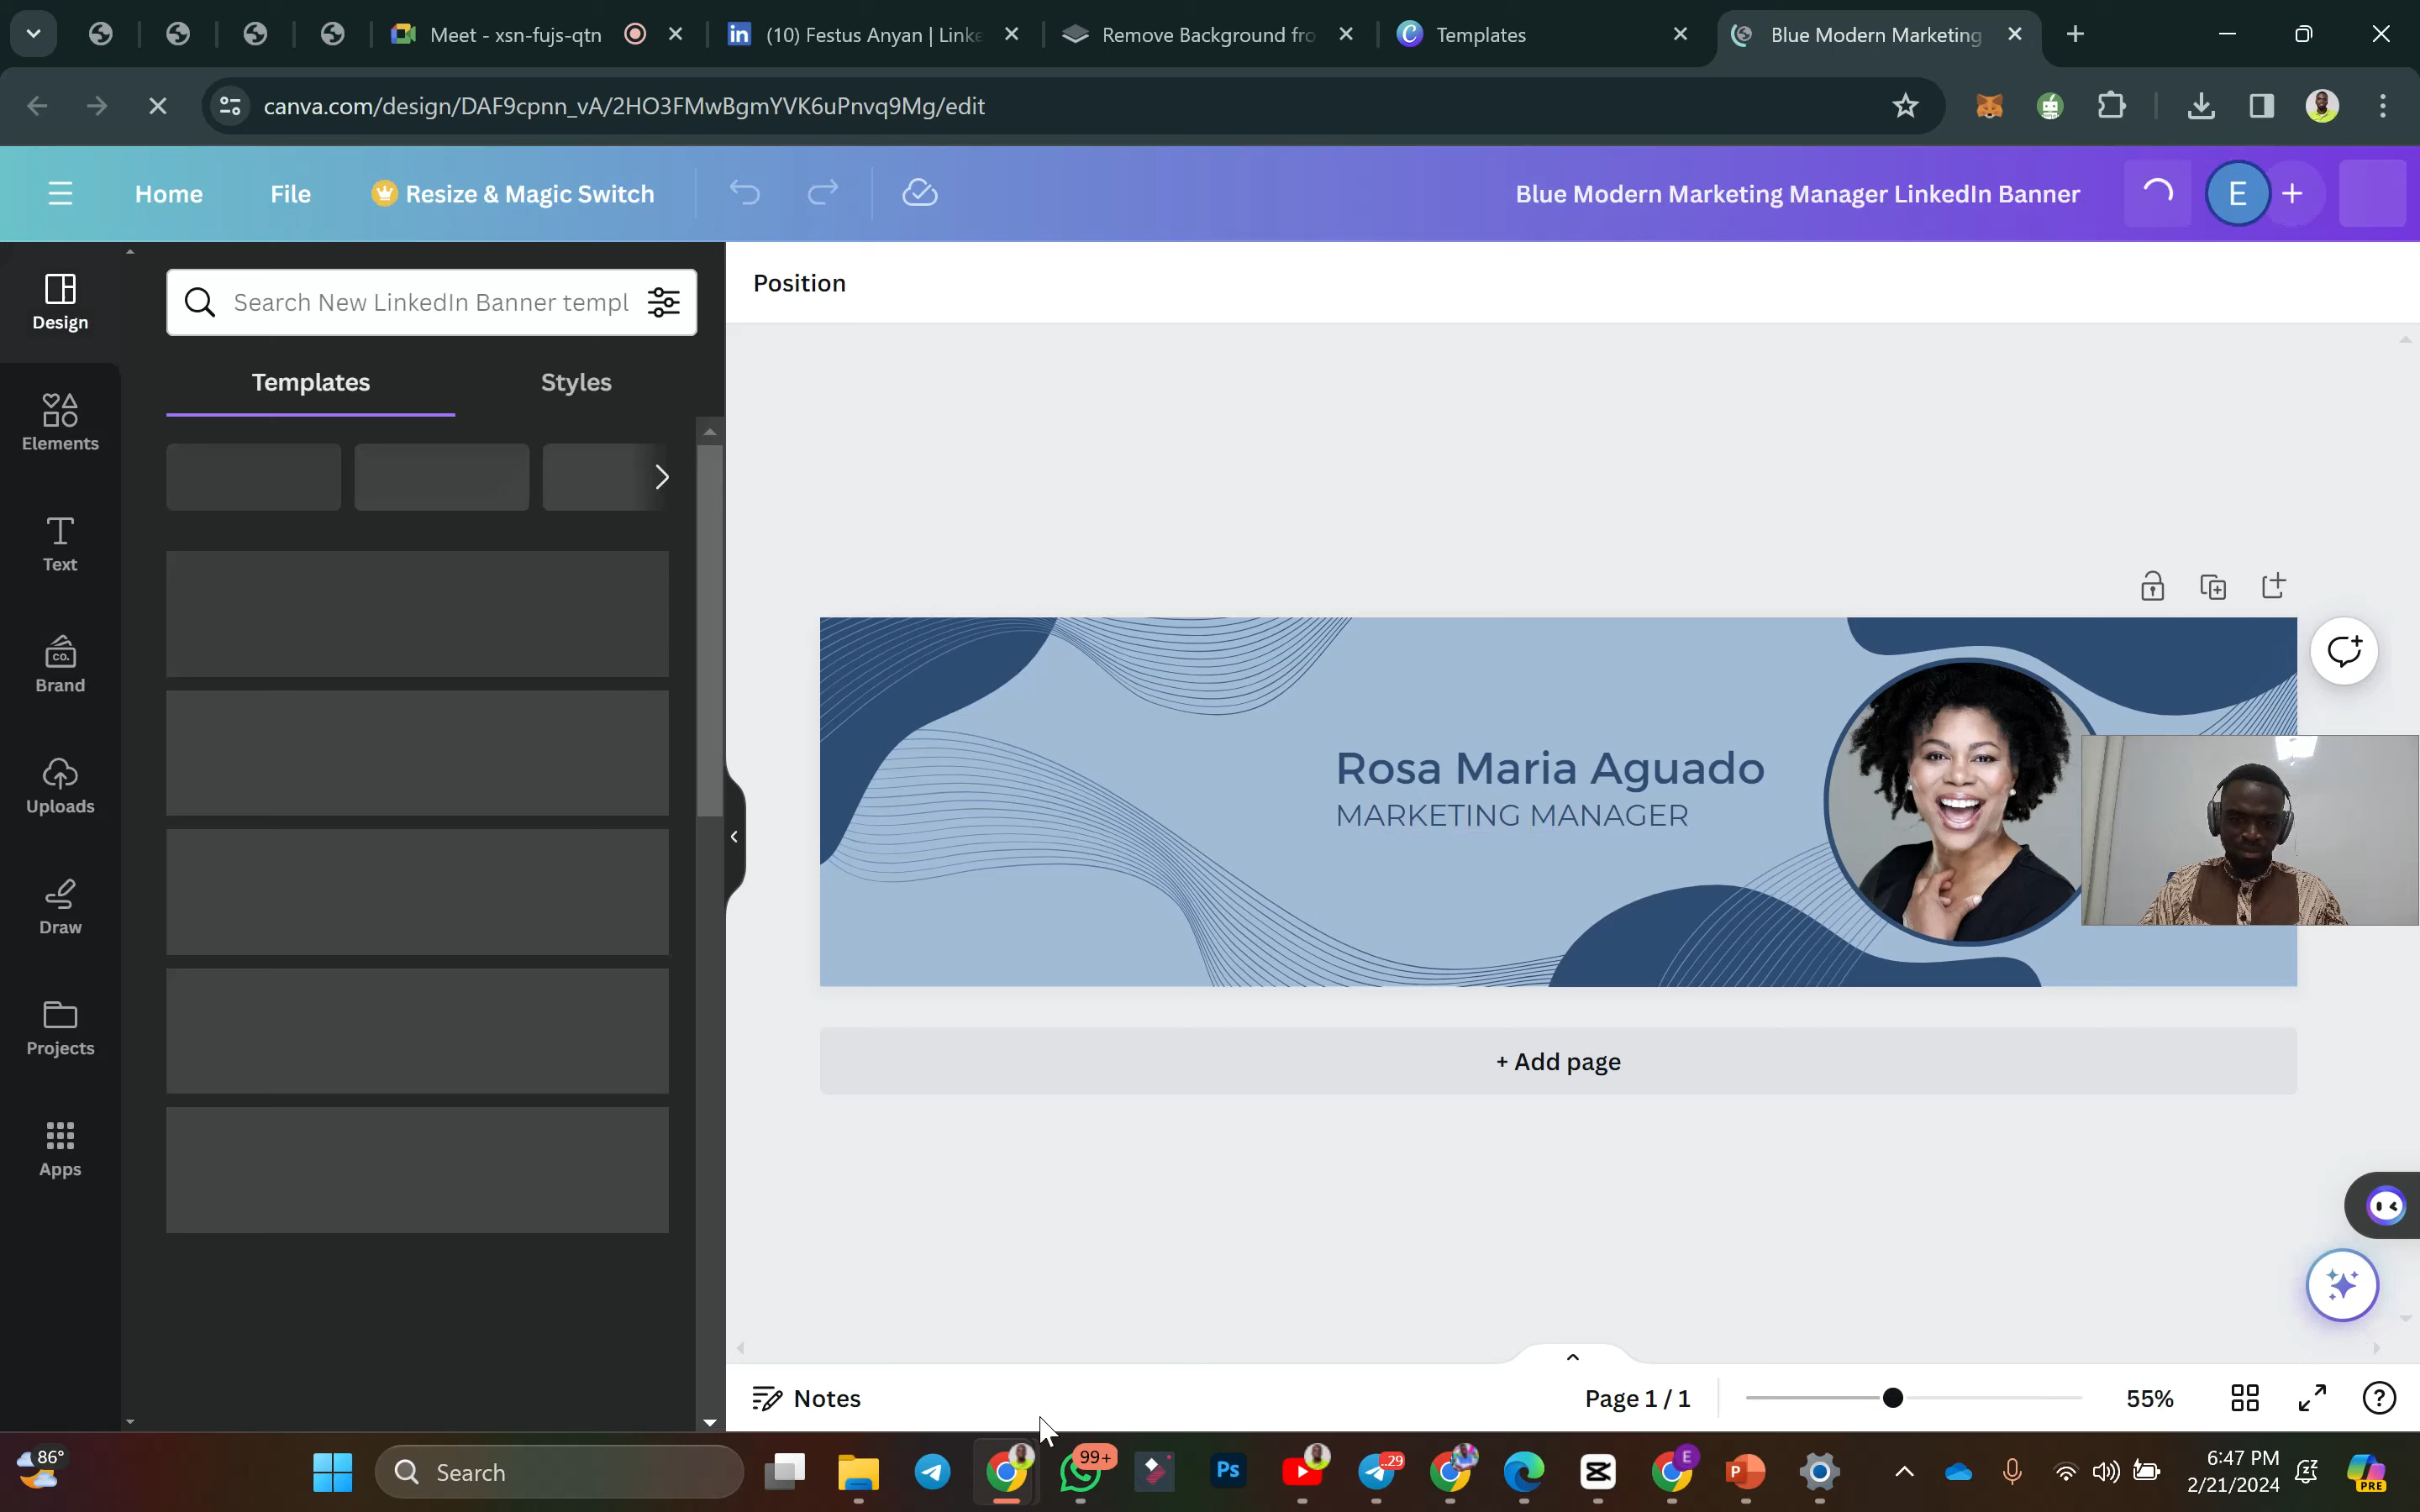 Meet - xsn-fujs-qtn
(10) Festus Anyan | Linke
Remove Background fro
Templates
Blue Modern Marketing
canva.com/design/DAF9cpnn_vA/2HO3FMwBgmYVK6uPnvq9Mg/edit
Home
File
Resize & Magic Switch
Blue Modern Marketing Manager LinkedIn Banner
E
Design
Search New LinkedIn Banner templ
Position
Templates
Styles
Elements
Text
CO.
Brand
Uploads
Draw
Projects
Apps
Rosa Maria Aguado
MARKETING MANAGER
+ Add page
Notes
Page 1 / 1
55%
86°
Search
99+
Ps
..29
E
P
6:47 PM
2/21/2024
PRE